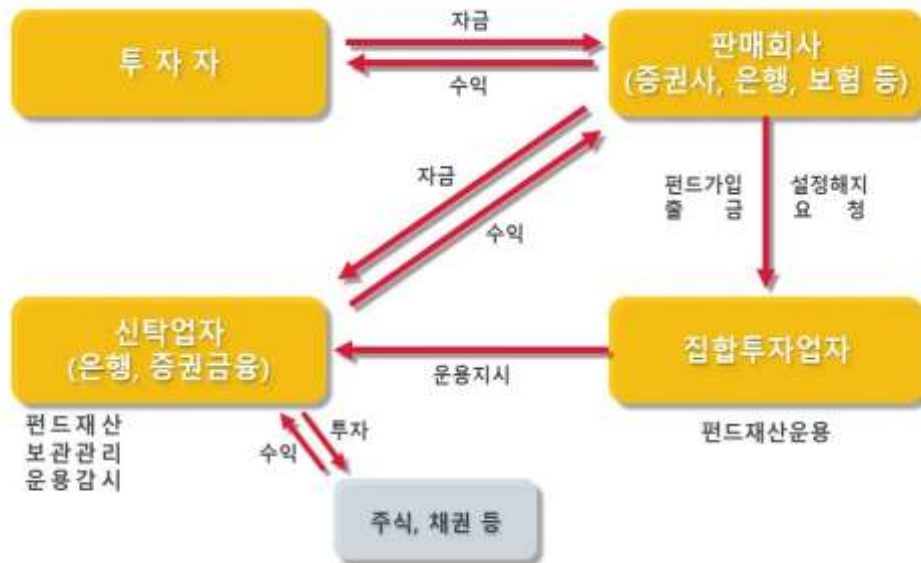 자금
투 자 자
수익
판매회사
(증권사, 은행, 보험 등)
자금
수익
펀드가입
출 금
설정해지
요 청
신탁업자
(은행, 증권금융)
운용지시
집합투자업자
펀드재산
보관관리
운용감시
수익
투자
펀드재산운용
주식, 채권 등